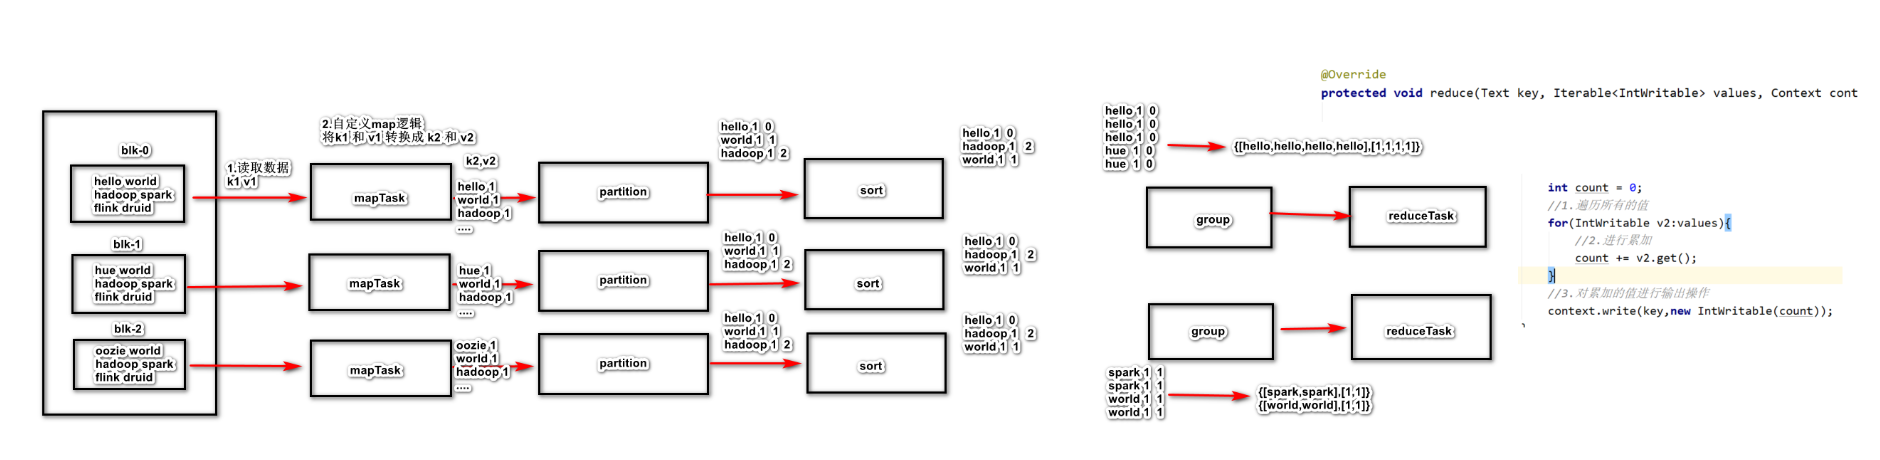 blk-0
hello world
hadoop spark
flink druid
blk-1
hue world
hadoop spark
flink druid
blk-2
oozie world
hadoop spark
flink druid
1.读取数据
k1 v1
2.自定义map逻辑
将k1 和 v1 转换成 k2 和 v2
mapTask
mapTask
mapTask
k2,v2
hello 1
world 1
hadoop 1
....
hue 1
world 1
hadoop 1
....
oozie 1
world 1
hadoop 1
....
partition
partition
partition
hello 1 0
world 1 1
hadoop 1 2
hello 1 0
world 1 1
hadoop 1 2
hello 1 0
world 1 1
hadoop 1 2
sort
sort
sort
hello 1 0
hadoop 1 2
world 1 1
hello 1 0
hadoop 1 2
world 1 1
hello 1 0
hadoop 1 2
world 1 1
hello 1 0
hello 1 0
hello 1 0
hue 1 0
hue 1 0
{[hello,hello,hello,hello],[1,1,1,1]}
group
reduceTask
group
reduceTask
spark 1 1
spark 1 1
world 1 1
world 1 1
{[spark,spark],[1,1]}
{[world,world],[1,1]}
@Override
protected void reduce(Text key, Iterable<IntWritable> values, Context cont
int count = 0;
//1.遍历所有的值
for(IntWritable v2:values){
//2.进行累加
count += v2.get();
}
//3.对累加的值进行输出操作
context.write(key,new IntWritable(count));